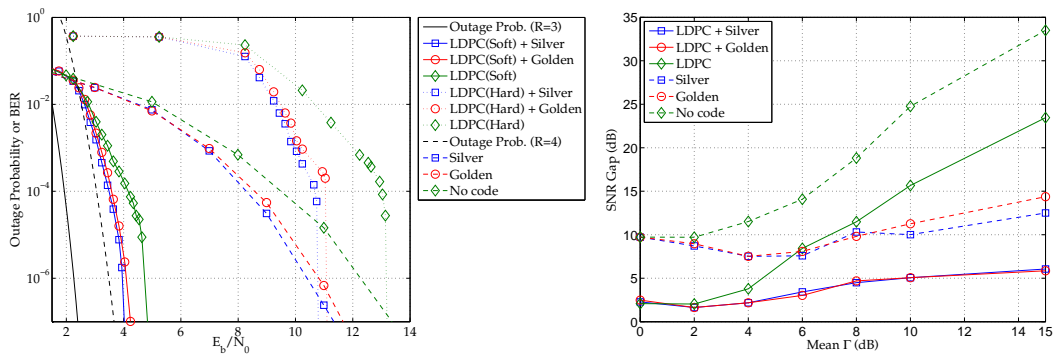 Outage Probability or BER
10^0
10^-2
10^-4
10^-6
2 4 6 8 10 12 14
E_b/N̄_0
Outage Prob. (R=3)
LDPC(Soft) + Silver
LDPC(Soft) + Golden
LDPC(Soft)
LDPC(Hard) + Silver
LDPC(Hard) + Golden
LDPC(Hard)
Outage Prob. (R=4)
Silver
Golden
No code
SNR Gap (dB)
35
30
25
20
15
10
5
0
0 2 4 6 8 10 15
Mean Γ (dB)
LDPC + Silver
LDPC + Golden
LDPC
Silver
Golden
No code